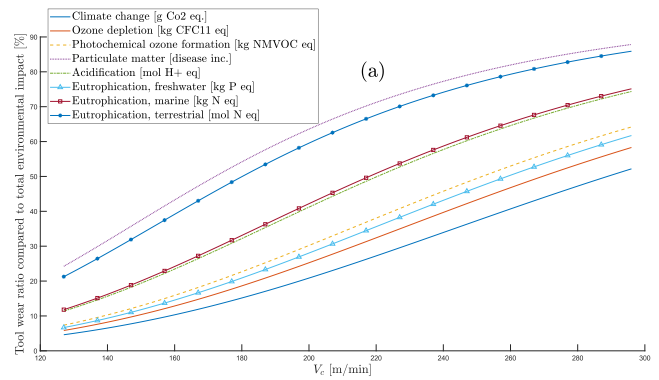 Climate change [g Co2 eq.]
Ozone depletion [kg CFC11 eq]
Photochemical ozone formation [kg NMVOC eq]
Particulate matter [disease inc.]
Acidification [mol H+ eq]
Eutrophication, freshwater [kg P eq]
Eutrophication, marine [kg N eq]
Eutrophication, terrestrial [mol N eq]
(a)
Tool wear ratio compared to total environmental impact [%]
90
80
70
60
50
40
30
20
10
0
120 140 160 180 200 220 240 260 280 300
V_c [m/min]